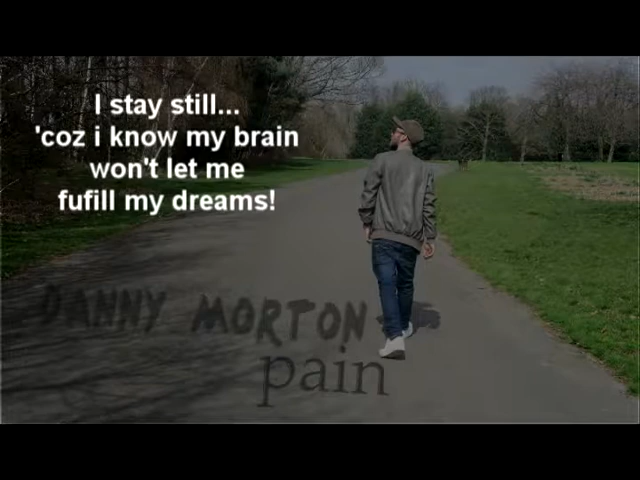 I stay still...
'coz i know my brain
won't let me
fufill my dreams!
DANNY MORTON
pain